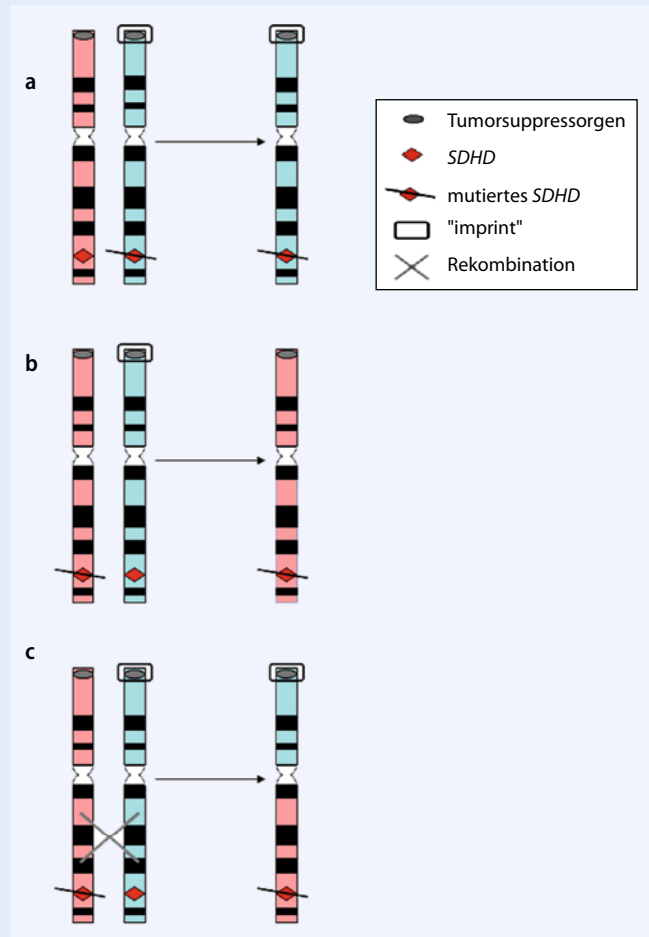 a
Tumorsuppressorgen
SDHD
mutiertes SDHD
"imprint"
Rekombination
b
c